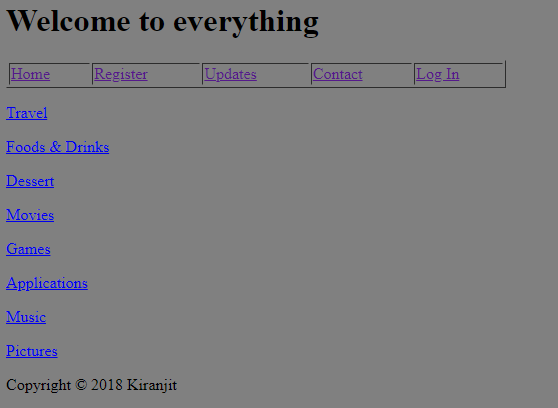 Welcome to everything
Home Register Updates Contact Log In
Travel
Foods & Drinks
Dessert
Movies
Games
Applications
Music
Pictures
Copyright © 2018 Kiranjit